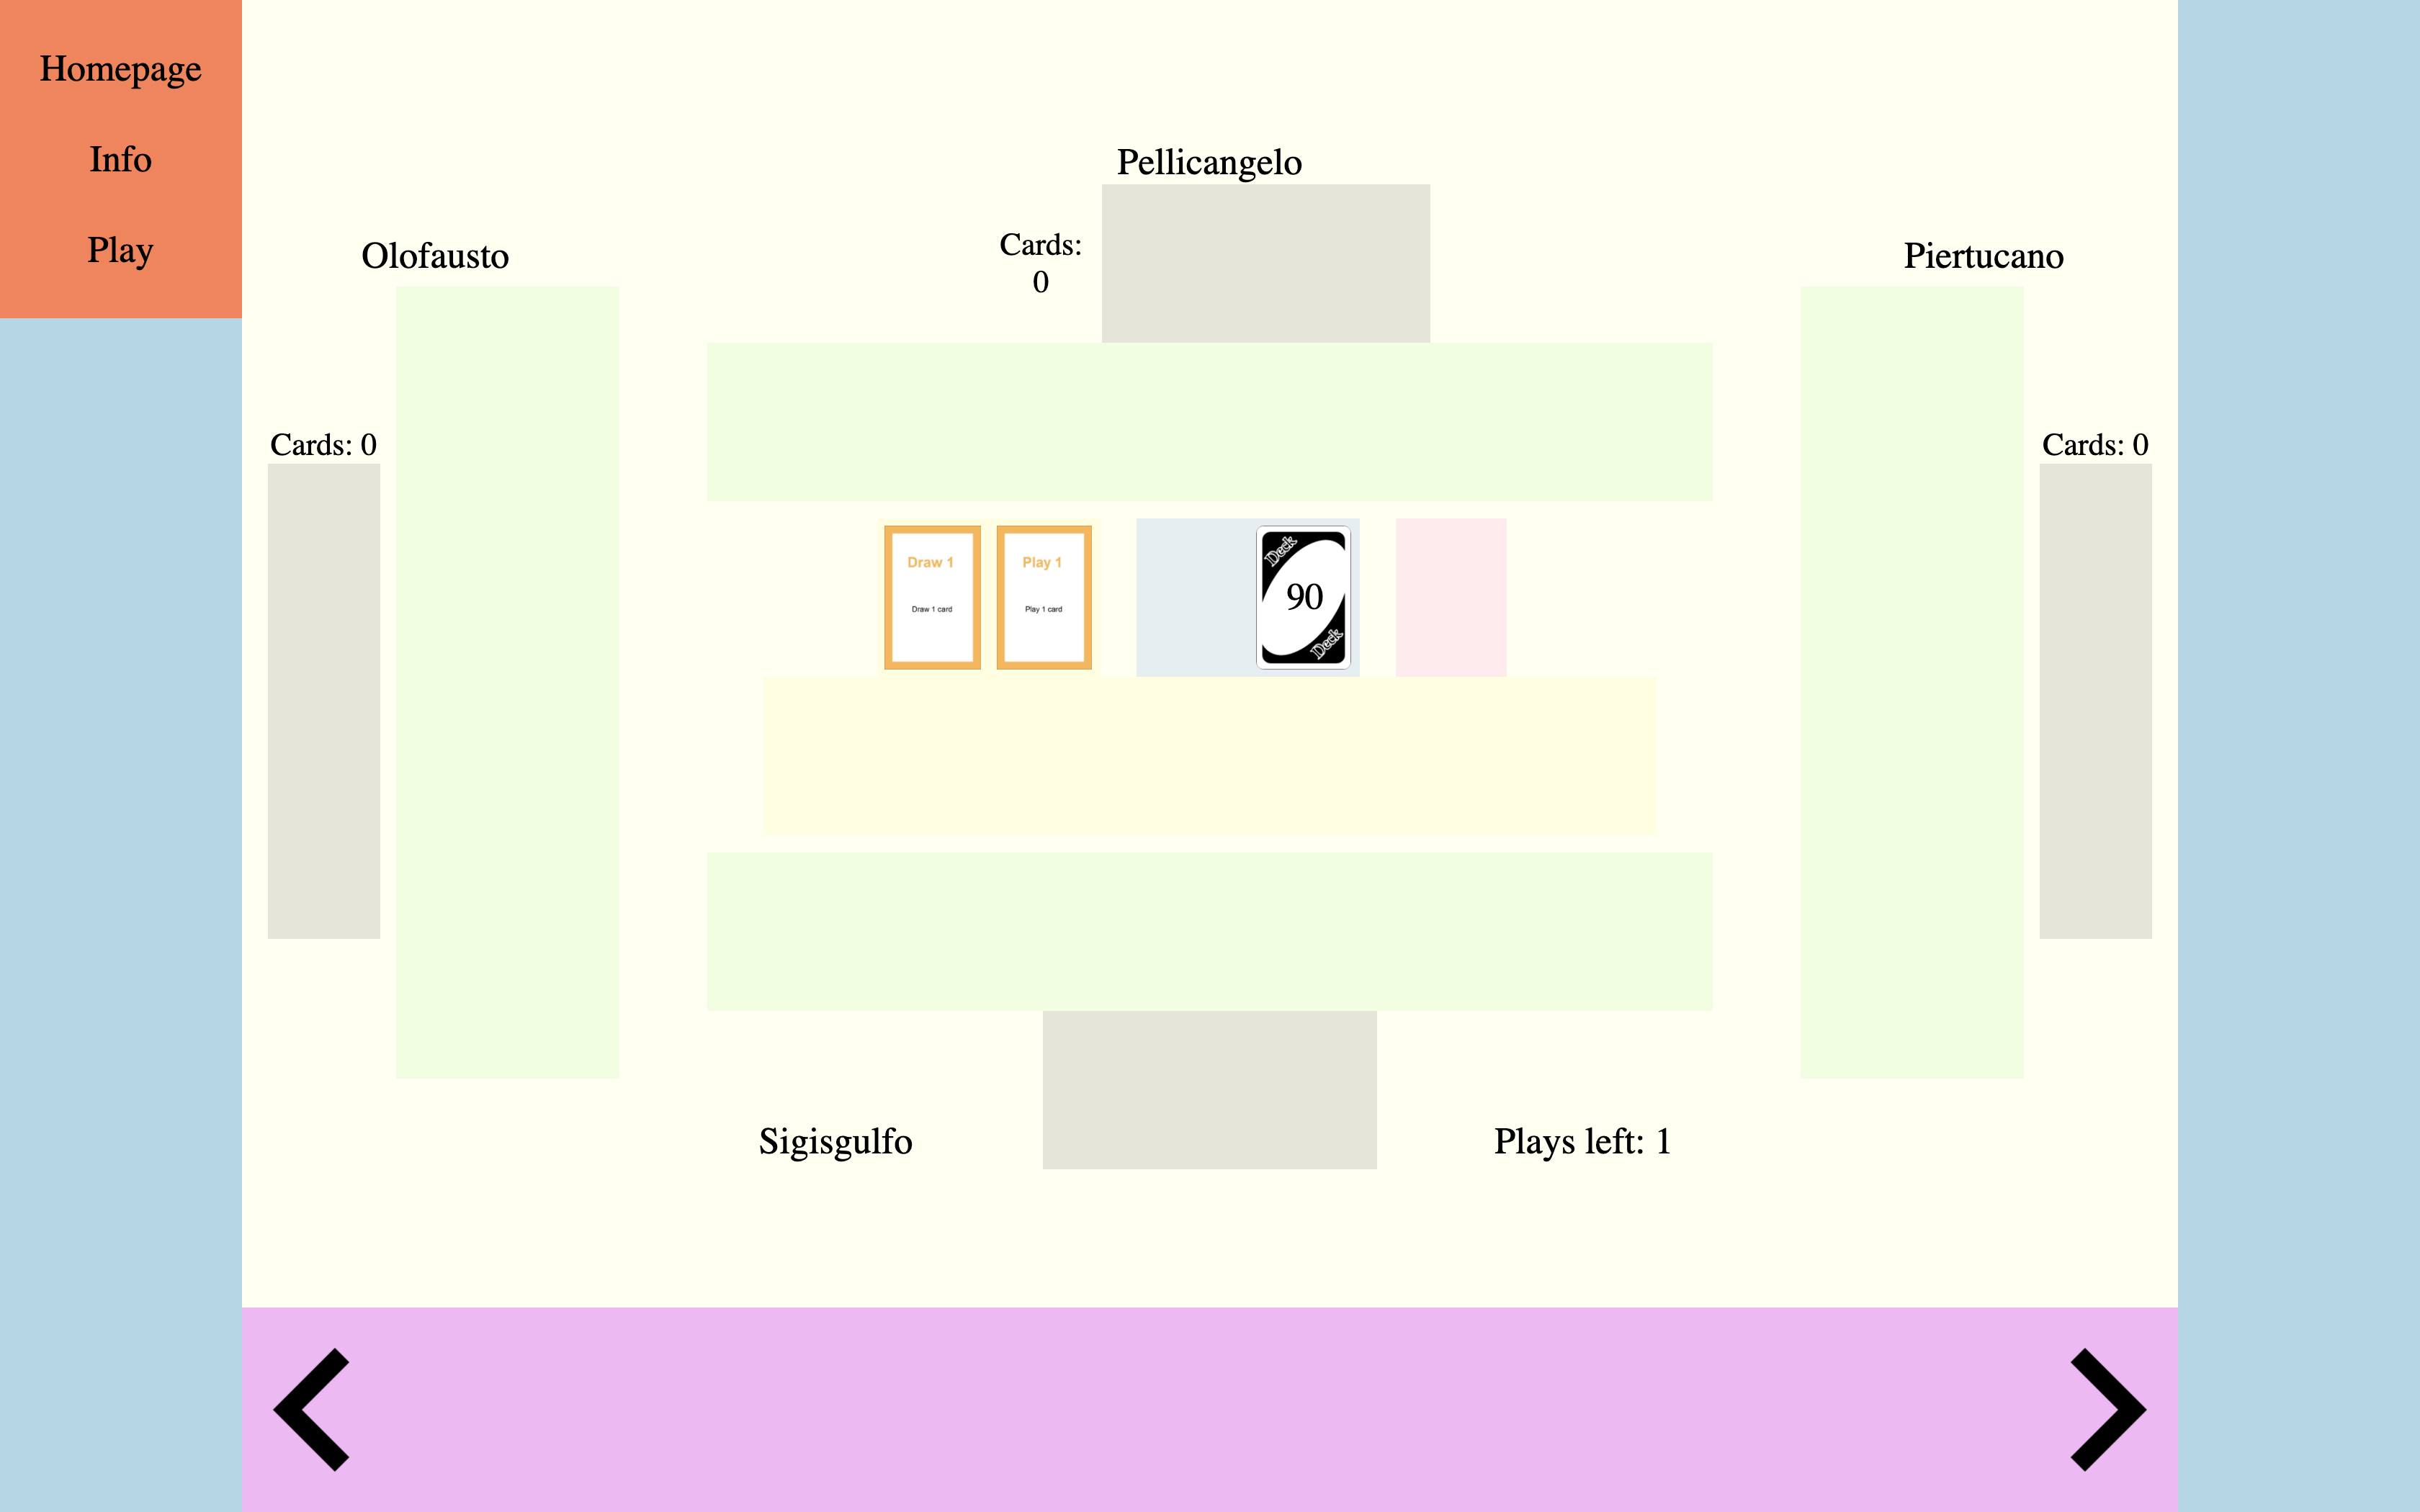 Homepage
Info
Play
Pellicangelo
Cards:
0
Olofausto
Piertucano
Cards: 0
Cards: 0
Draw 1
Draw 1 card
Play 1
Play 1 card
Deck
90
Deck
Sigisgulfo
Plays left: 1